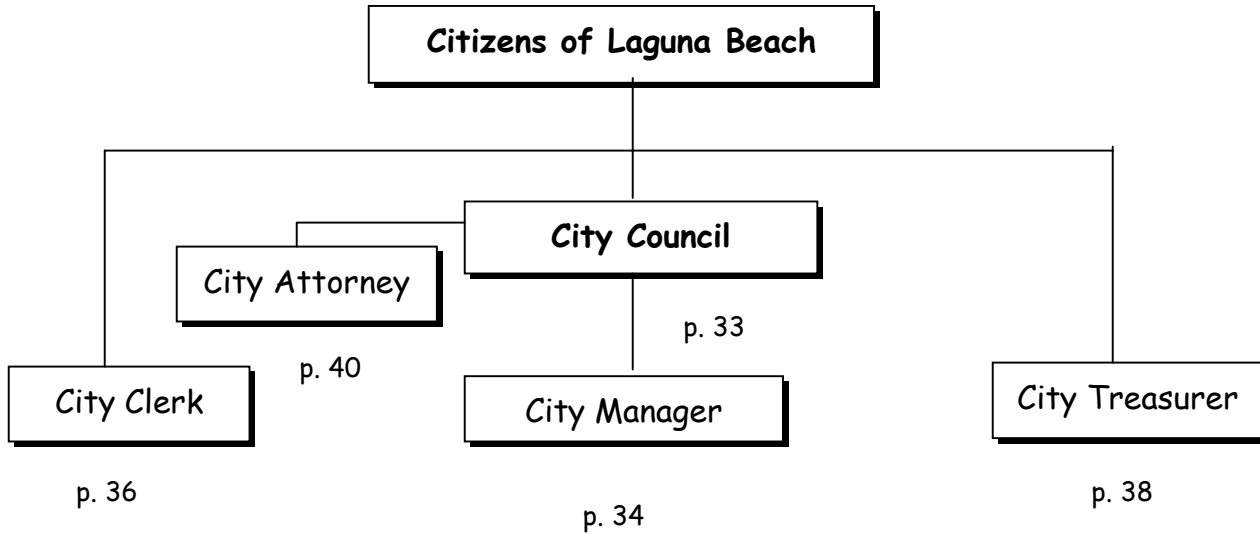 Citizens of Laguna Beach
City Council
City Attorney
p. 33
p. 40
City Clerk
City Manager
City Treasurer
p. 36
p. 34
p. 38